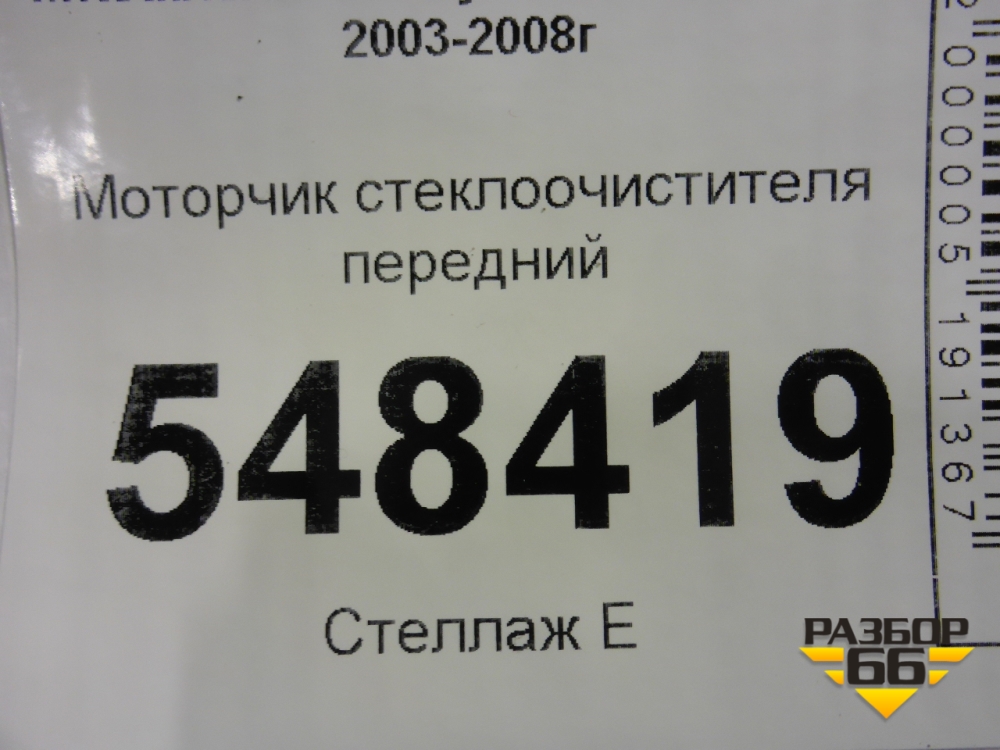 2003-2008г
Моторчик стеклоочистителя
передний
548419
Стеллаж Е
2000005191367
РАЗБОР
66